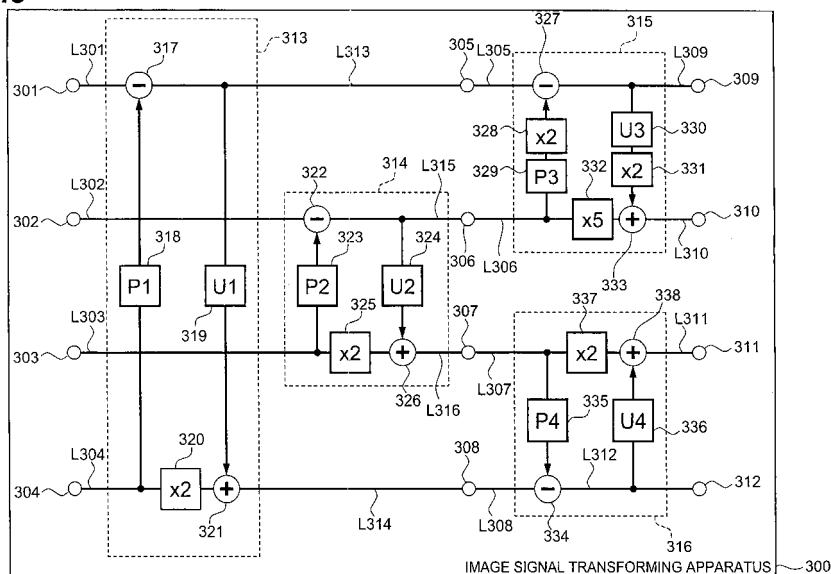 317
313
327
315
L301
L313
305
L305
L309
301
309
328
x2
U3
330
322
314
L315
329
P3
332
x2
331
L302
302
x5
310
306
L306
L310
333
P1
318
U1
319
P2
323
U2
324
325
307
337
338
L303
x2
x2
L311
303
311
326
L316
L307
P4
335
U4
336
320
308
L312
L304
304
x2
312
321
L314
L308
334
316
IMAGE SIGNAL TRANSFORMING APPARATUS
300